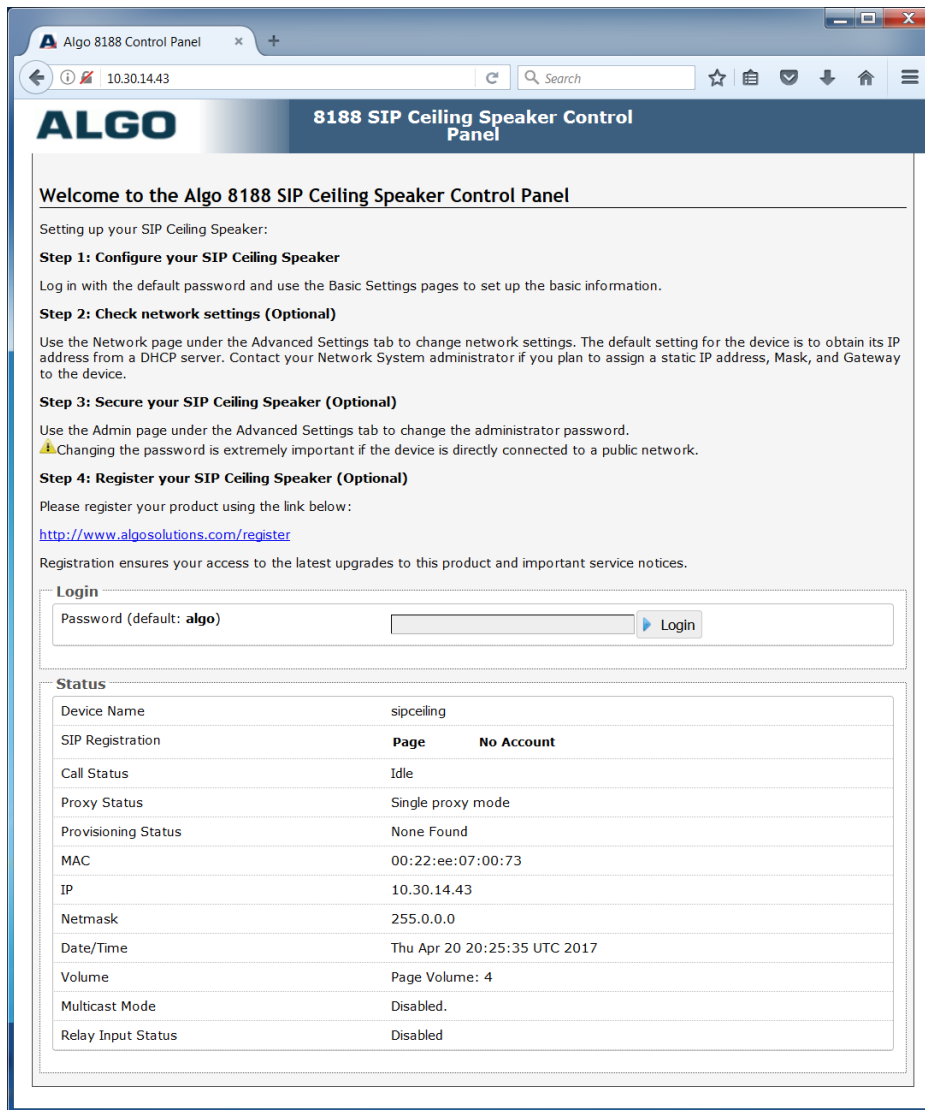 Algo 8188 Control Panel
10.30.14.43
Search
ALGO
8188 SIP Ceiling Speaker Control
Panel
Welcome to the Algo 8188 SIP Ceiling Speaker Control Panel
Setting up your SIP Ceiling Speaker:
Step 1: Configure your SIP Ceiling Speaker
Log in with the default password and use the Basic Settings pages to set up the basic information.
Step 2: Check network settings (Optional)
Use the Network page under the Advanced Settings tab to change network settings. The default setting for the device is to obtain its IP
address from a DHCP server. Contact your Network System administrator if you plan to assign a static IP address, Mask, and Gateway
to the device.
Step 3: Secure your SIP Ceiling Speaker (Optional)
Use the Admin page under the Advanced Settings tab to change the administrator password.
Changing the password is extremely important if the device is directly connected to a public network.
Step 4: Register your SIP Ceiling Speaker (Optional)
Please register your product using the link below:
http://www.algosolutions.com/register
Registration ensures your access to the latest upgrades to this product and important service notices.
Login
Password (default: algo) Login
Status
Device Name sipceiling
SIP Registration Page No Account
Call Status Idle
Proxy Status Single proxy mode
Provisioning Status None Found
MAC 00:22:ee:07:00:73
IP 10.30.14.43
Netmask 255.0.0.0
Date/Time Thu Apr 20 20:25:35 UTC 2017
Volume Page Volume: 4
Multicast Mode Disabled.
Relay Input Status Disabled